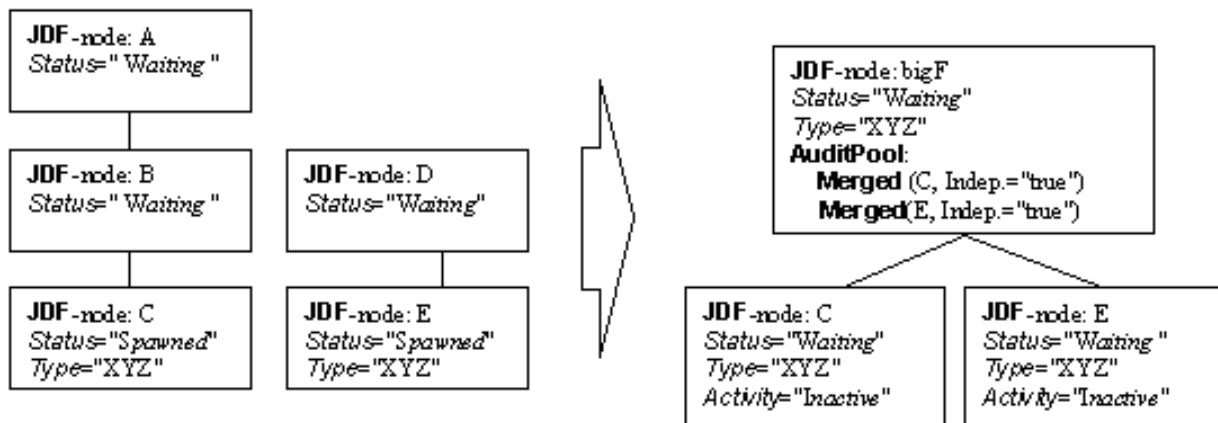 JDF-node: A
Status=" Waiting "
JDF-node: B
Status=" Waiting "
JDF-node: C
Status="Spawned"
Type="XYZ"
JDF-node: D
Status="Waiting"
JDF-node: E
Status="Spawned"
Type="XYZ"
JDF-node: bigF
Status="Waiting"
Type="XYZ"
AuditPool:
Merged (C, Indep.="true")
Merged(E, Indep.="true")
JDF-node: C
Status="Waiting"
Type="XYZ"
Activity="Inactive"
JDF-node: E
Status="Waiting "
Type="XYZ"
Activity="Inactive"